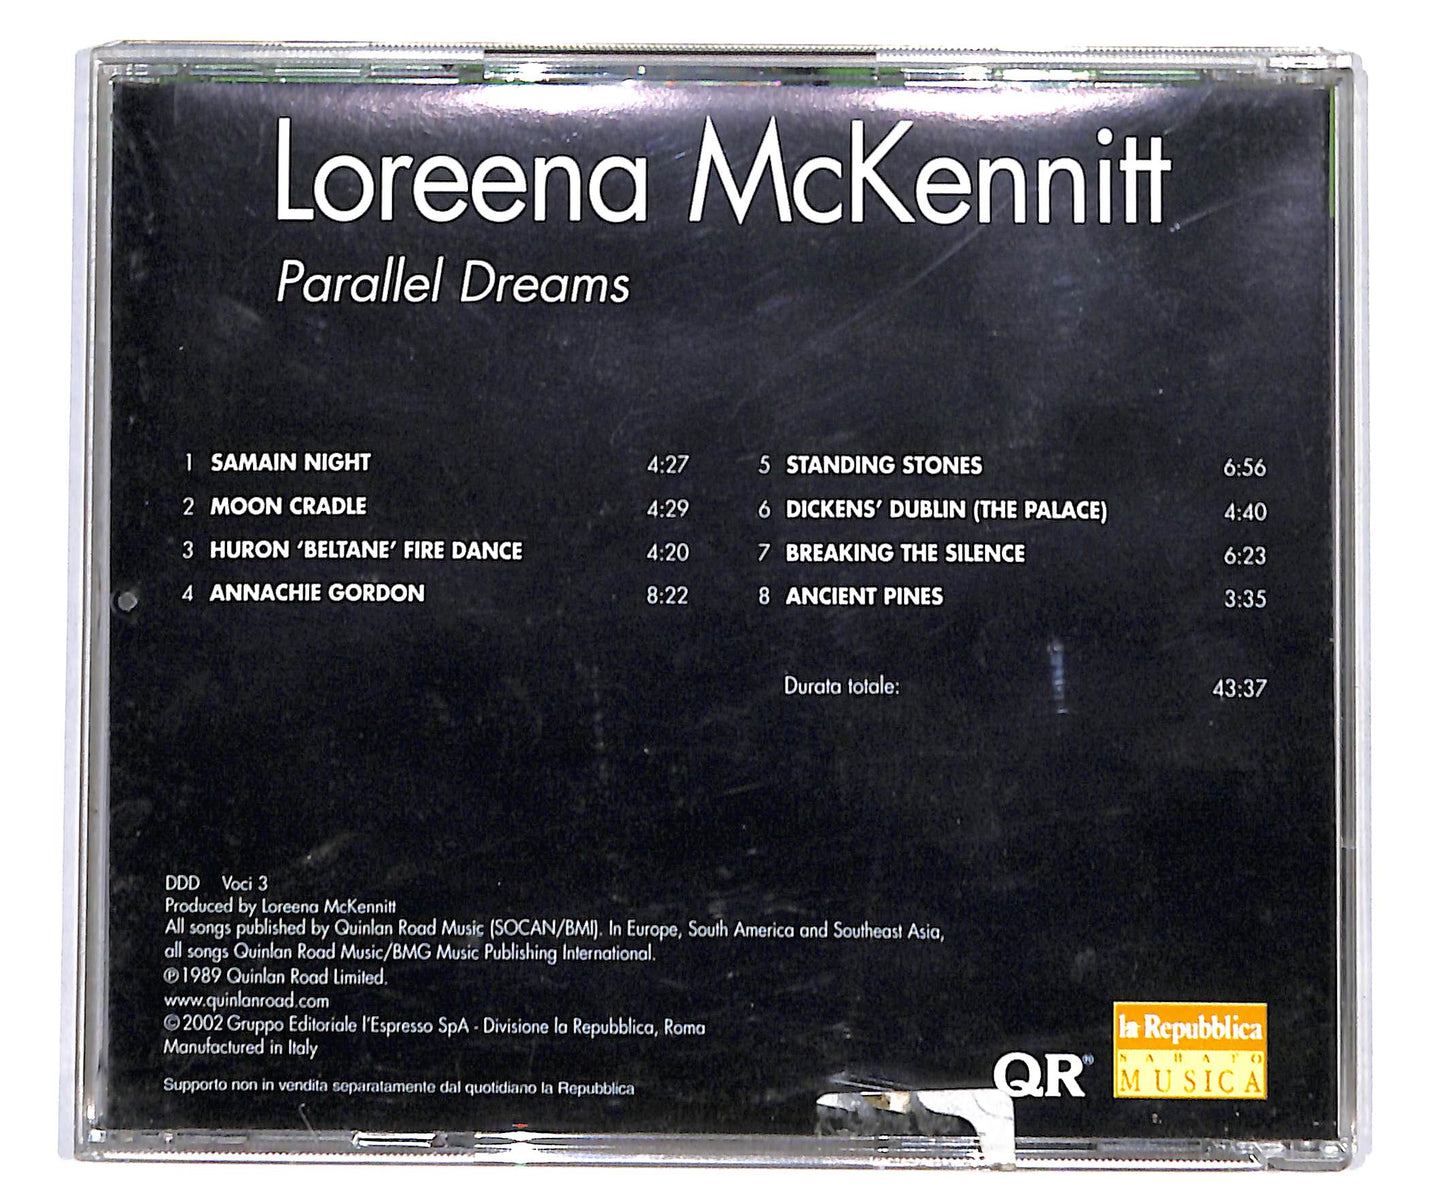 Loreena McKennitt
Parallel Dreams
1 SAMAIN NIGHT 4:27
2 MOON CRADLE 4:29
3 HURON ‘BELTANE’ FIRE DANCE 4:20
4 ANNACHIE GORDON 8:22
5 STANDING STONES 6:56
6 DICKENS’ DUBLIN (THE PALACE) 4:40
7 BREAKING THE SILENCE 6:23
8 ANCIENT PINES 3:35
Durata totale: 43:37
DDD Voci 3
Produced by Loreena McKennitt
All songs published by Quinlan Road Music (SOCAN/BMI). In Europe, South America and Southeast Asia,
all songs Quinlan Road Music/BMG Music Publishing International.
℗1989 Quinlan Road Limited.
www.quinlanroad.com
©2002 Gruppo Editoriale l’Espresso SpA - Divisione la Repubblica, Roma
Manufactured in Italy
Supporto non in vendita separatamente dal quotidiano la Repubblica
QR®
la Repubblica
SABATO
MUSICA